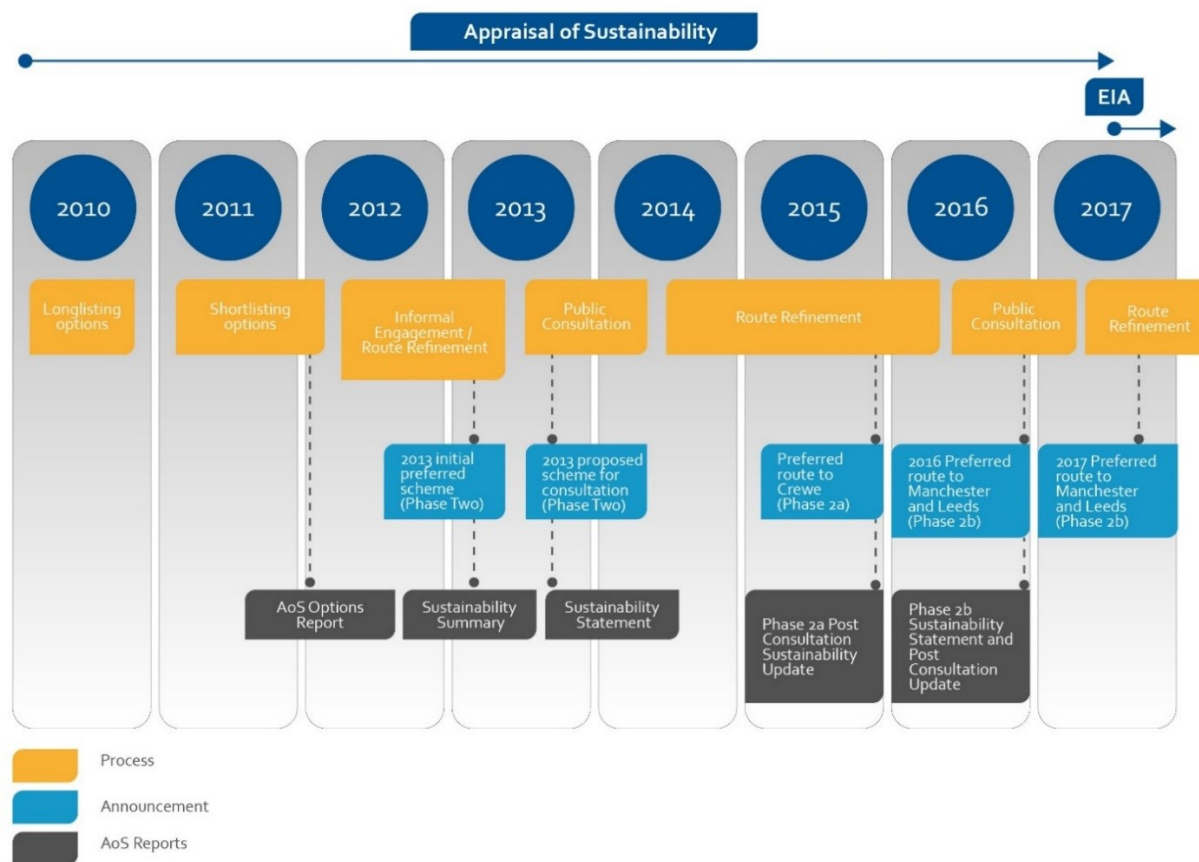 Appraisal of Sustainability
EIA
2010
2011
2012
2013
2014
2015
2016
2017
Longlisting
options
Shortlisting
options
Informal
Engagement /
Route Refinement
Public
Consultation
Route Refinement
Public
Consultation
Route
Refinement
2013 initial
preferred
scheme
(Phase Two)
2013 proposed
scheme for
consultation
(Phase Two)
Preferred
route to
Crewe
(Phase 2a)
2016 Preferred
route to
Manchester
and Leeds
(Phase 2b)
2017 Preferred
route to
Manchester
and Leeds
(Phase 2b)
AoS Options
Report
Sustainability
Summary
Sustainability
Statement
Phase 2a Post
Consultation
Sustainability
Update
Phase 2b
Sustainability
Statement and
Post
Consultation
Update
Process
Announcement
AoS Reports